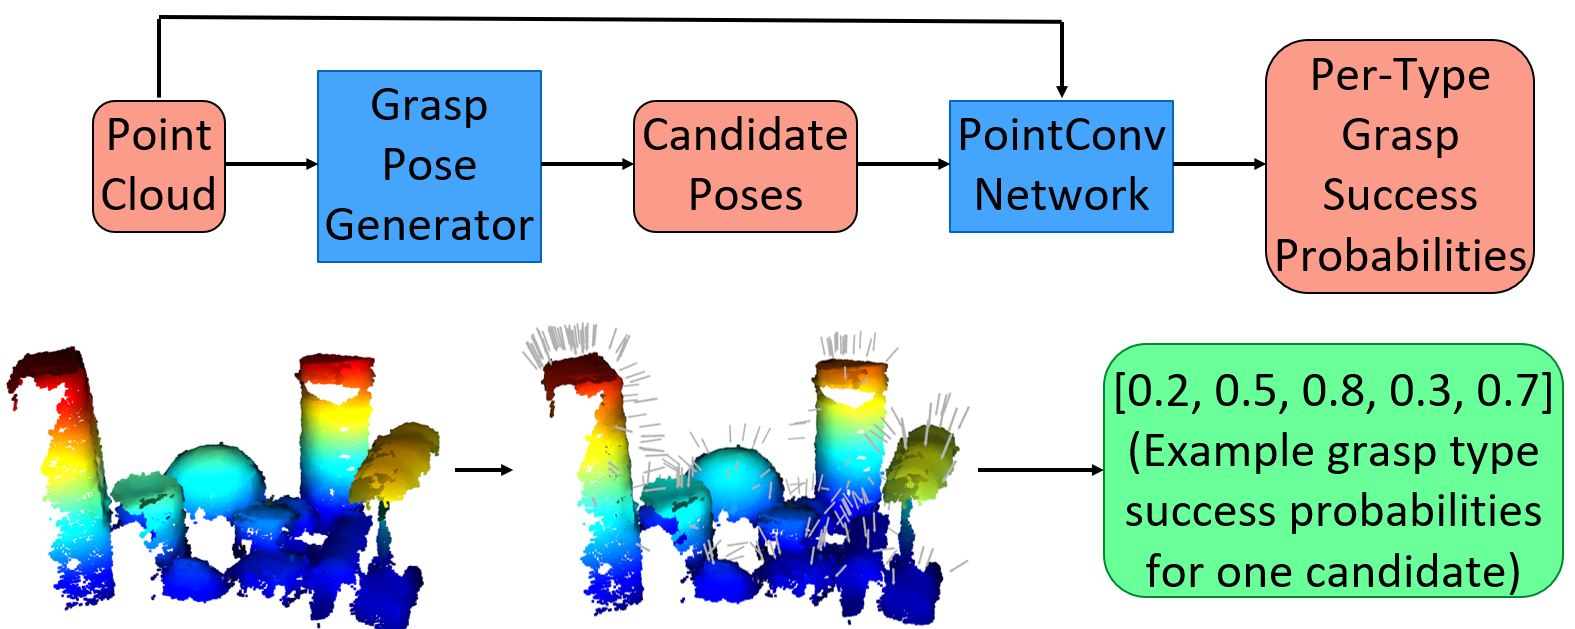 Point
Cloud
Grasp
Pose
Generator
Candidate
Poses
PointConv
Network
Per-Type
Grasp
Success
Probabilities
[0.2, 0.5, 0.8, 0.3, 0.7]
(Example grasp type
success probabilities
for one candidate)